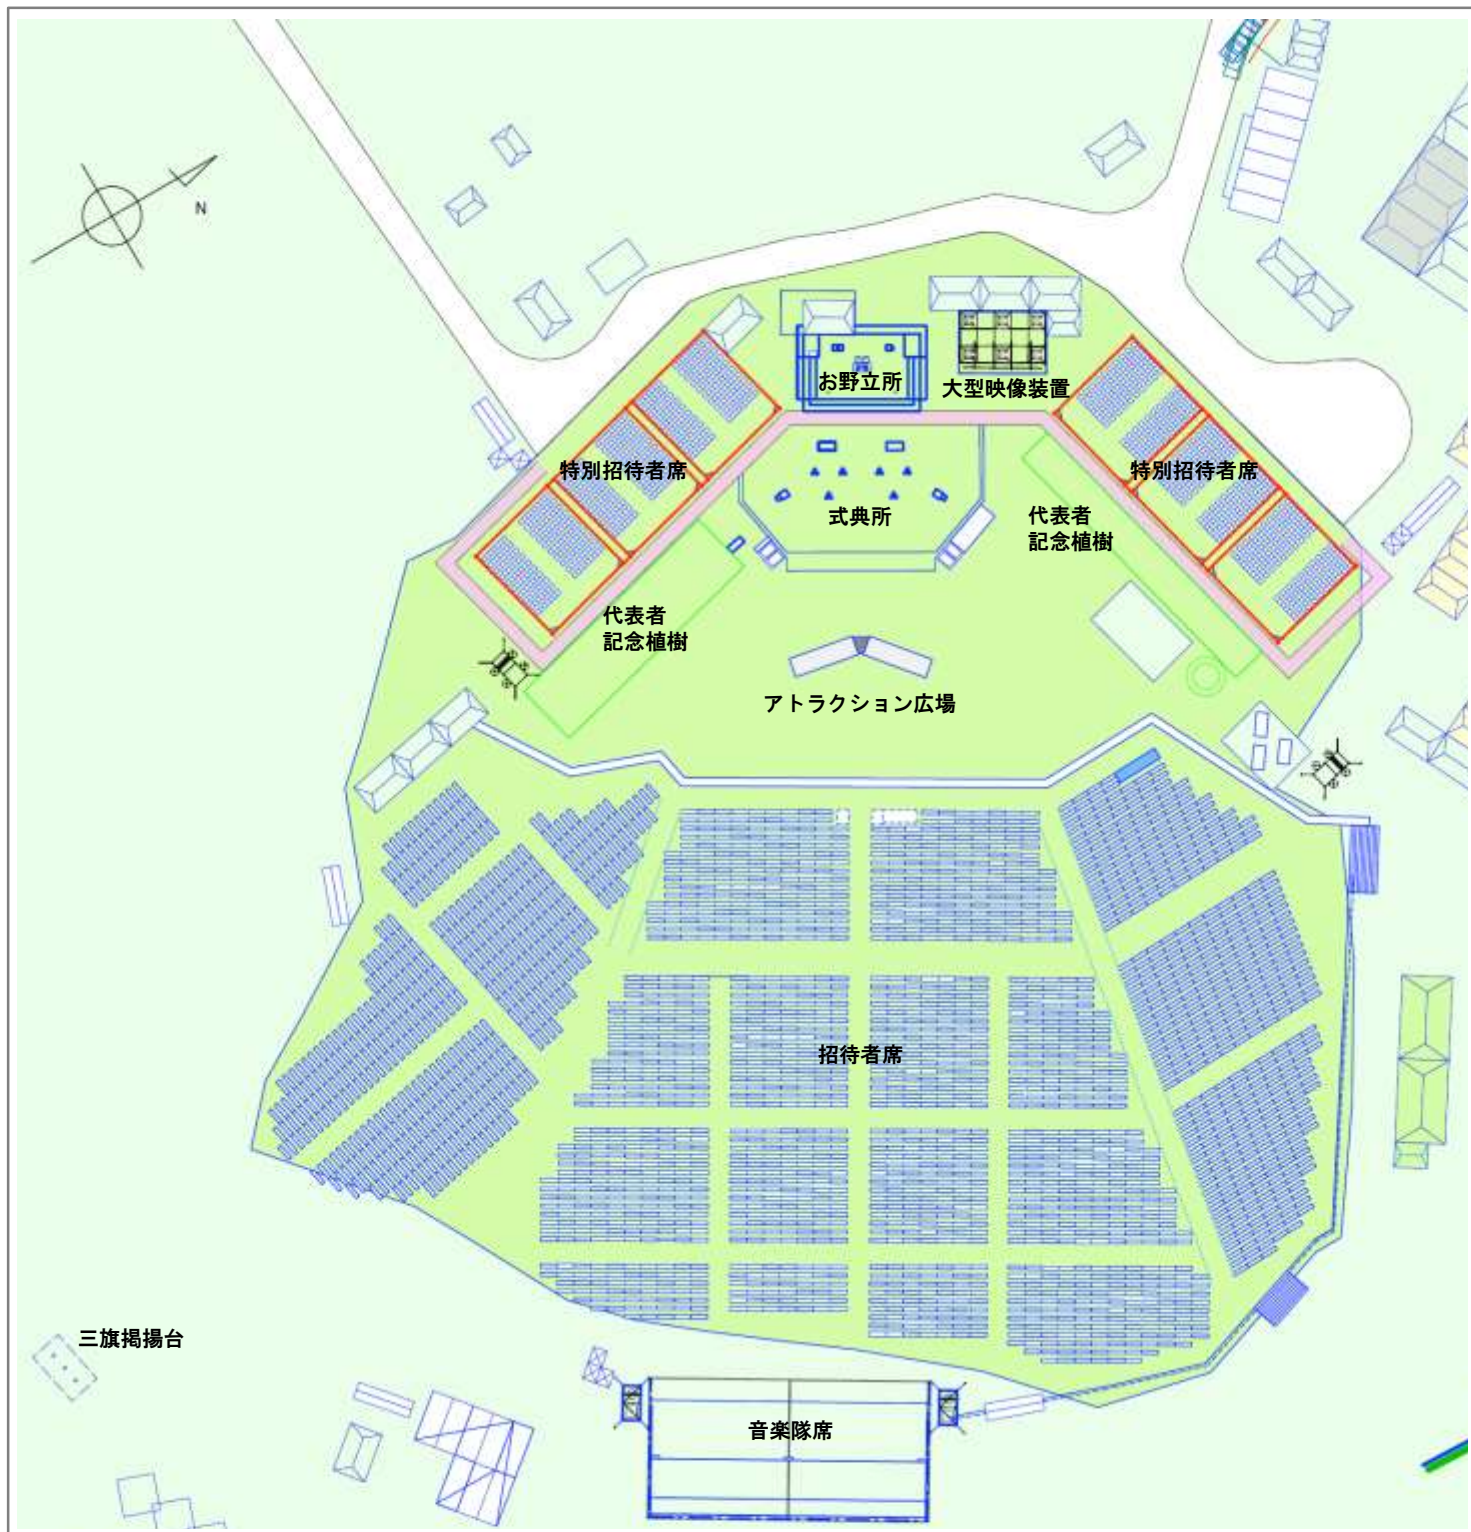 N
お野立所
大型映像装置
特別招待者席
特別招待者席
式典所
代表者
記念植樹
代表者
記念植樹
アトラクション広場
招待者席
三旗掲揚台
音楽隊席